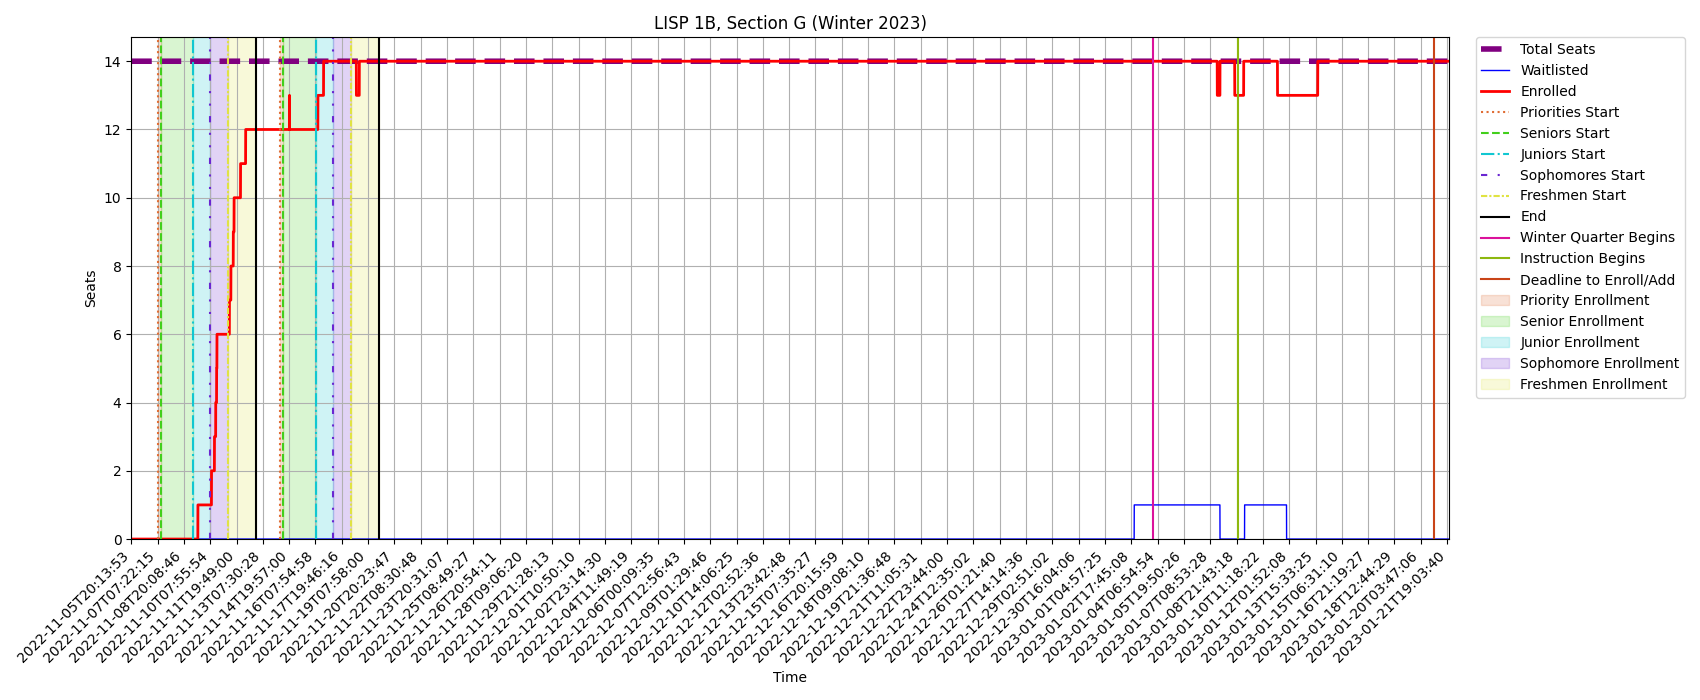 LISP 1B, Section G (Winter 2023)
Seats
14
12
10
8
6
4
2
0
2022-11-05T20:13:53
2022-11-07T07:22:15
2022-11-08T20:08:46
2022-11-10T07:55:54
2022-11-11T19:49:00
2022-11-13T07:30:28
2022-11-14T19:57:00
2022-11-16T07:54:58
2022-11-17T19:46:16
2022-11-19T07:58:00
2022-11-20T20:23:47
2022-11-22T08:30:48
2022-11-23T20:31:07
2022-11-25T08:49:27
2022-11-26T20:54:11
2022-11-28T09:06:20
2022-11-29T21:28:13
2022-12-01T10:50:10
2022-12-02T23:14:30
2022-12-04T11:49:19
2022-12-06T00:09:35
2022-12-07T12:56:43
2022-12-09T01:29:46
2022-12-10T14:06:25
2022-12-12T02:52:36
2022-12-13T23:42:48
2022-12-15T07:35:27
2022-12-16T20:15:59
2022-12-18T09:08:10
2022-12-19T21:36:48
2022-12-21T11:05:31
2022-12-22T23:44:00
2022-12-24T12:35:02
2022-12-26T01:21:40
2022-12-27T14:14:36
2022-12-29T02:51:02
2022-12-30T16:04:06
2023-01-01T04:57:25
2023-01-02T17:45:08
2023-01-04T06:54:54
2023-01-05T19:50:26
2023-01-07T08:53:28
2023-01-08T21:43:18
2023-01-10T11:18:22
2023-01-12T01:52:08
2023-01-13T15:33:25
2023-01-15T06:31:10
2023-01-16T21:19:27
2023-01-18T12:44:29
2023-01-20T03:47:06
2023-01-21T19:03:40
Time
Total Seats
Waitlisted
Enrolled
Priorities Start
Seniors Start
Juniors Start
Sophomores Start
Freshmen Start
End
Winter Quarter Begins
Instruction Begins
Deadline to Enroll/Add
Priority Enrollment
Senior Enrollment
Junior Enrollment
Sophomore Enrollment
Freshmen Enrollment